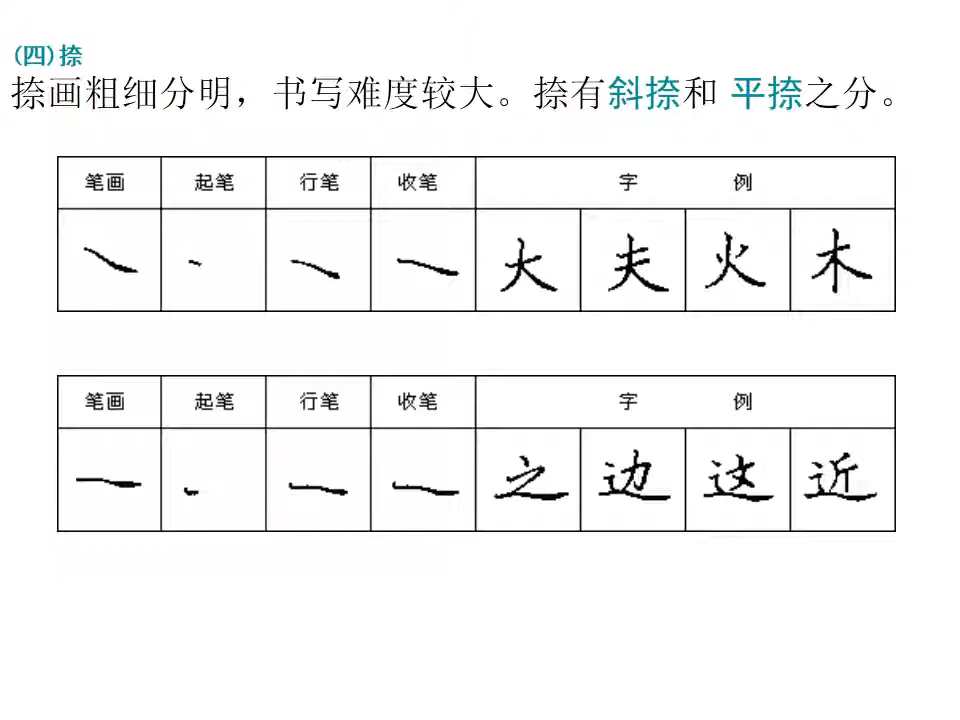 (四)捺
捺画粗细分明，书写难度较大。捺有斜捺和 平捺之分。
笔画 起笔 行笔 收笔 字 例
大 夫 火 木
笔画 起笔 行笔 收笔 字 例
之 边 这 近